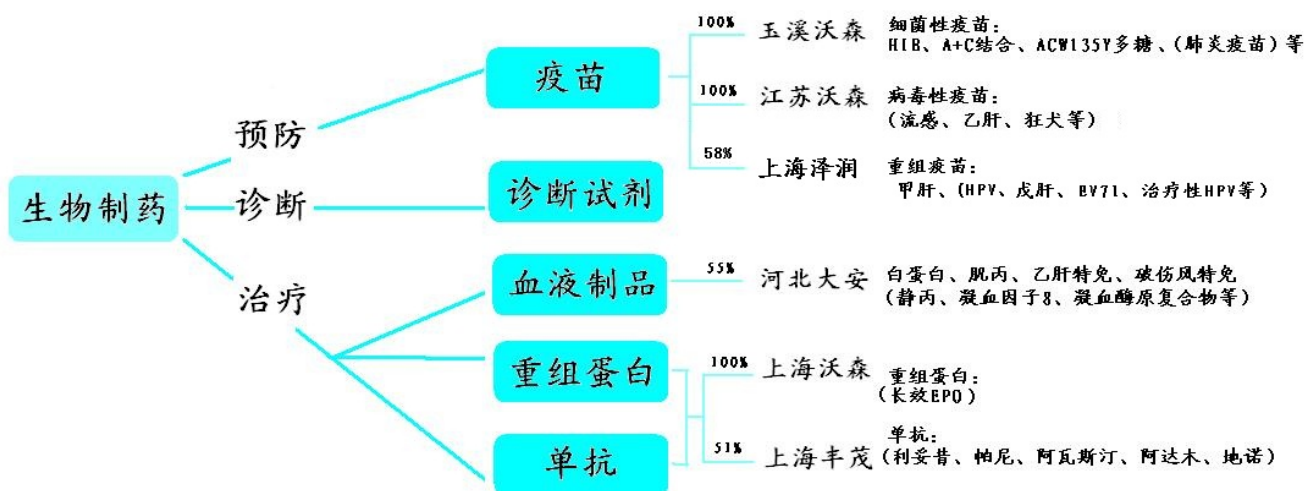 生物制药
预防
诊断
治疗
疫苗
诊断试剂
血液制品
重组蛋白
单抗
100%
玉溪沃森
细菌性疫苗:
HIB、A+C结合、ACW135Y多糖、(肺炎疫苗)等
100%
江苏沃森
病毒性疫苗:
(流感、乙肝、狂犬等)
58%
上海泽润
重组疫苗:
甲肝、(HPV、戊肝、EV71、治疗性HPV等)
55%
河北大安
白蛋白、肌丙、乙肝特免、破伤风特免
(静丙、凝血因子8、凝血酶原复合物等)
100%
上海沃森
重组蛋白:
(长效EPO)
51%
上海丰茂
单抗:
(利妥昔、帕尼、阿瓦斯汀、阿达木、地诺)